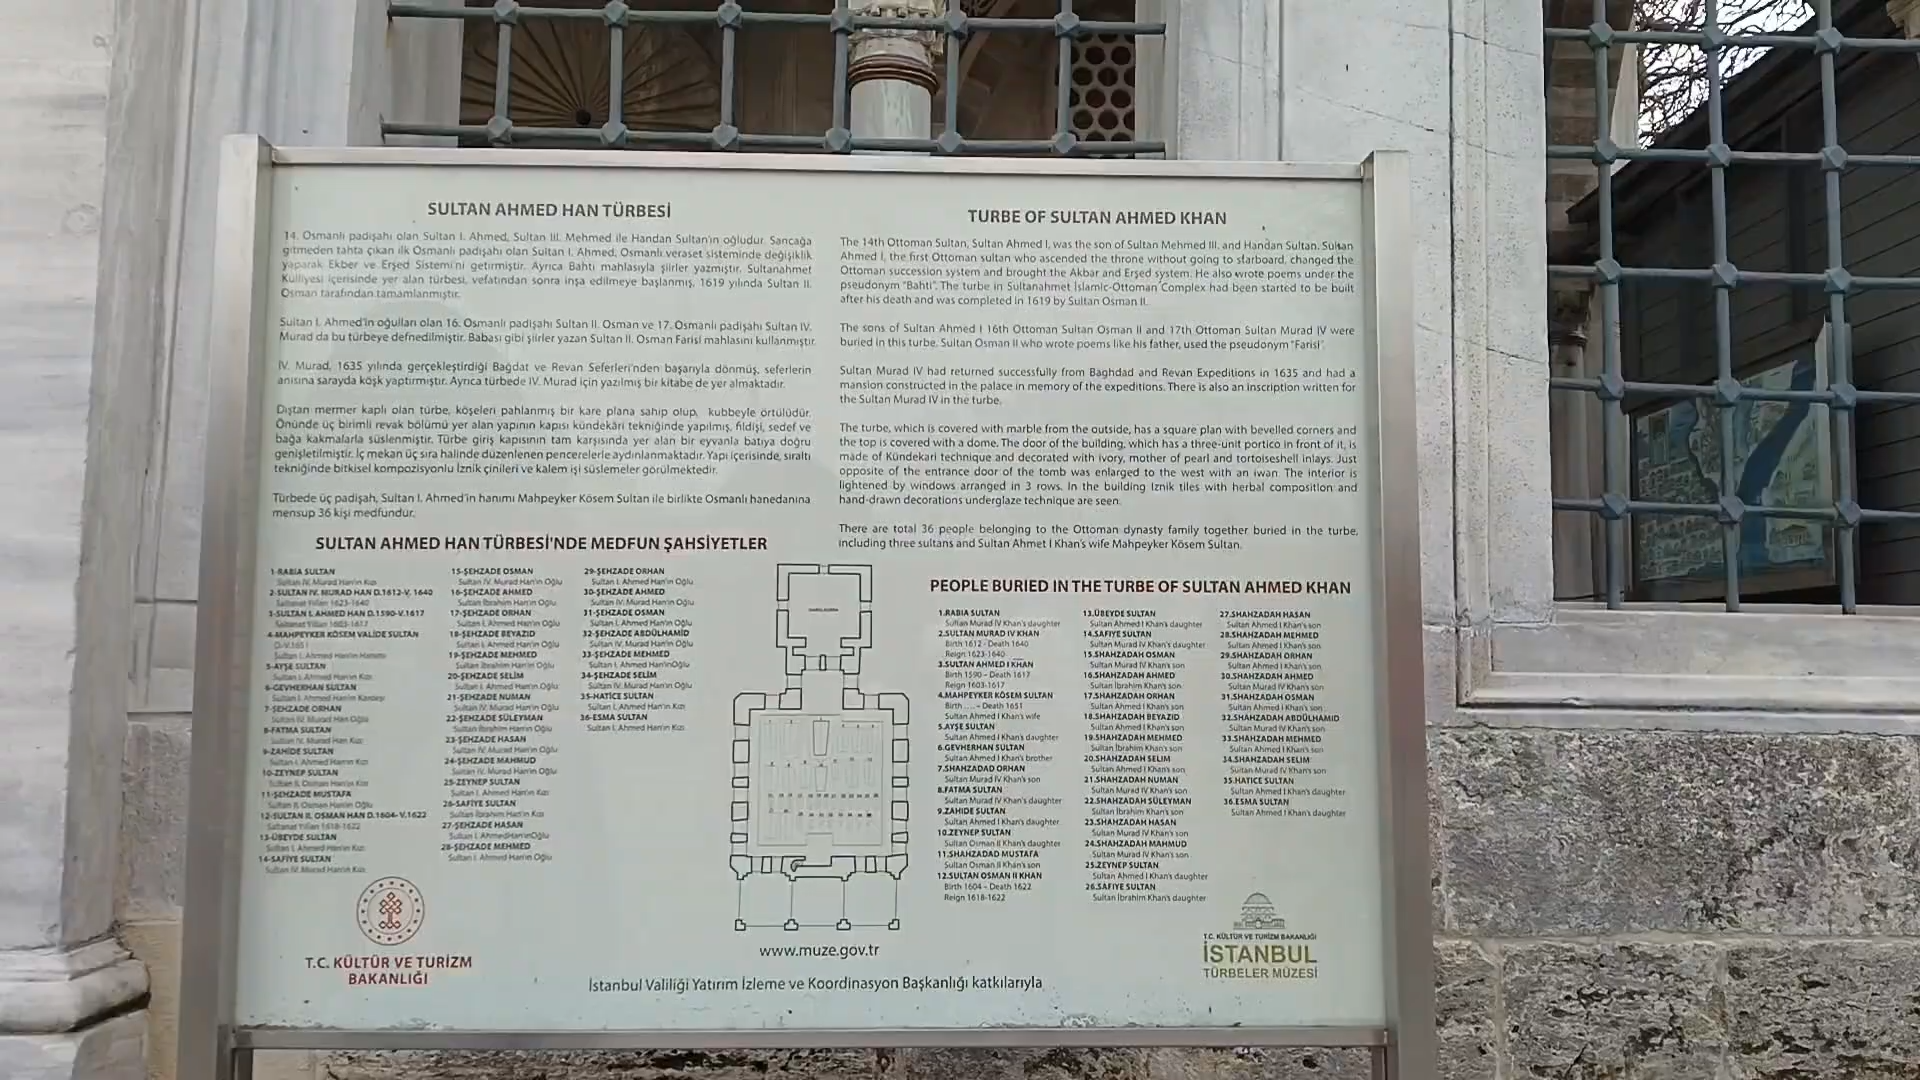 SULTAN AHMED HAN TÜRBESİ
14. Osmanlı padişahı olan Sultan I. Ahmed, Sultan III. Mehmed ile Handan Sultan'ın oğludur. Sancağa
gitmeden tahta çıkan ilk Osmanlı padişahı olan Sultan I. Ahmed, Osmanlı veraset sisteminde değişiklik
yaparak Ekber ve Erşed Sistemi'ni getirmiştir. Ayrıca Bahti mahlasıyla şiirler yazmıştır. Sultanahmet
Külliyesi içerisinde yer alan türbesi, vefatından sonra inşa edilmeye başlanmış, 1619 yılında Sultan II.
Osman tarafından tamamlanmıştır.
Sultan I. Ahmed'in oğulları olan 16. Osmanlı padişahı Sultan II. Osman ve 17. Osmanlı padişahı Sultan IV.
Murad da bu türbeye defnedilmiştir. Babası gibi şiirler yazan Sultan II. Osman Farisi mahlasını kullanmıştır.
IV. Murad, 1635 yılında gerçekleştirdiği Bağdat ve Revan Seferleri'nden başarıyla dönmüş, seferlerin
anısına sarayda köşk yaptırmıştır. Ayrıca türbede IV. Murad için yazılmış bir kitabe de yer almaktadır.
Dıştan mermer kaplı olan türbe, köşeleri pahlanmış bir kare plana sahip olup, kubbeyle örtülüdür.
Önünde üç birimli revak bölümü yer alan yapının kapısı kündekâri tekniğinde yapılmış, fildişi, sedef ve
bağa kakmalarla süslenmiştir. Türbe giriş kapısının tam karşısında yer alan bir eyvanla batıya doğru
genişletilmiştir. İç mekan üç sıra halinde düzenlenen pencerelerle aydınlanmaktadır. Yapı içerisinde, sıraltı
tekniğinde bitkisel kompozisyonlu İznik çinileri ve kalem işi süslemeler görülmektedir.
Türbede üç padişah, Sultan I. Ahmed'in hanımı Mahpeyker Kösem Sultan ile birlikte Osmanlı hanedanına
mensup 36 kişi medfundur.
SULTAN AHMED HAN TÜRBESİ'NDE MEDFUN ŞAHSİYETLER
1-RABIA SULTAN
Sultan IV. Murad Han'ın Kızı
2-SULTAN IV. MURAD HAN D.1612-V. 1640
Saltanat Yılları 1623-1640
3-SULTAN I. AHMED HAN D.1590-V.1617
Saltanat Yılları 1603-1617
4-MAHPEYKER KÖSEM VALİDE SULTAN
Sultan I. Ahmed Han'ın Hanımı
5-AYŞE SULTAN
Sultan I. Ahmed Han'ın Kızı
6-GEVHERHAN SULTAN
Sultan I. Ahmed Han'ın Kardeşi
7-ŞEHZADE ORHAN
Sultan IV. Murad Han Oğlu
8-FATMA SULTAN
Sultan IV. Murad Han Kızı
9-ZAHİDE SULTAN
Sultan I. Ahmed Han'ın Kızı
10-ZEYNEP SULTAN
Sultan II. Osman Han'ın Kızı
11-ŞEHZADE MUSTAFA
Sultan II. Osman Han'ın Oğlu
12-SULTAN II. OSMAN HAN D.1604- V.1622
Saltanat Yılları 1618-1622
13-ÜBEYDE SULTAN
Sultan I. Ahmed Han'ın Kızı
14-SAFİYE SULTAN
Sultan IV. Murad Han'ın Kızı
15-ŞEHZADE OSMAN
Sultan IV. Murad Han'ın Oğlu
16-ŞEHZADE AHMED
Sultan İbrahim Han'ın Oğlu
17-ŞEHZADE ORHAN
Sultan I. Ahmed Han'ın Oğlu
18-ŞEHZADE BEYAZID
Sultan I. Ahmed Han'ın Oğlu
19-ŞEHZADE MEHMED
Sultan İbrahim Han'ın Oğlu
20-ŞEHZADE SELİM
Sultan I. Ahmed Han'ın Oğlu
21-ŞEHZADE NUMAN
Sultan IV. Murad Han'ın Oğlu
22-ŞEHZADE SÜLEYMAN
Sultan İbrahim Han'ın Oğlu
23-ŞEHZADE HASAN
Sultan IV. Murad Han'ın Oğlu
24-ŞEHZADE MAHMUD
Sultan IV. Murad Han'ın Oğlu
25-ZEYNEP SULTAN
Sultan I. Ahmed Han'ın Kızı
26-SAFİYE SULTAN
Sultan İbrahim Han'ın Kızı
27-ŞEHZADE HASAN
Sultan I. AhmedHan'ınOğlu
28-ŞEHZADE MEHMED
Sultan I. Ahmed Han'ın Oğlu
29-ŞEHZADE ORHAN
Sultan I. Ahmed Han'ın Oğlu
30-ŞEHZADE AHMED
Sultan IV. Murad Han'ın Oğlu
31-ŞEHZADE OSMAN
Sultan I. Ahmed Han'ın Oğlu
32-ŞEHZADE ABDÜLHAMİD
Sultan IV. Murad Han'ın Oğlu
33-ŞEHZADE MEHMED
Sultan I. Ahmed Han'ınOğlu
34-ŞEHZADE SELİM
Sultan IV. Murad Han'ın Oğlu
35-HATİCE SULTAN
Sultan I. Ahmed Han'ın Kızı
36-ESMA SULTAN
Sultan I. Ahmed Han'ın Kızı
TURBE OF SULTAN AHMED KHAN
The 14th Ottoman Sultan, Sultan Ahmed I, was the son of Sultan Mehmed III. and Handan Sultan. Sultan
Ahmed I, the first Ottoman sultan who ascended the throne without going to starboard, changed the
Ottoman succession system and brought the Akbar and Erşed system. He also wrote poems under the
pseudonym "Bahti". The turbe in Sultanahmet Islamic-Ottoman Complex had been started to be built
after his death and was completed in 1619 by Sultan Osman II.
The sons of Sultan Ahmed I 16th Ottoman Sultan Osman II and 17th Ottoman Sultan Murad IV were
buried in this turbe. Sultan Osman II who wrote poems like his father, used the pseudonym "Farisi".
Sultan Murad IV had returned successfully from Baghdad and Revan Expeditions in 1635 and had a
mansion constructed in the palace in memory of the expeditions. There is also an inscription written for
the Sultan Murad IV in the turbe.
The turbe, which is covered with marble from the outside, has a square plan with bevelled corners and
the top is covered with a dome. The door of the building, which has a three-unit portico in front of it, is
made of Kündekari technique and decorated with ivory, mother of pearl and tortoiseshell inlays. Just
opposite of the entrance door of the tomb was enlarged to the west with an iwan. The interior is
lightened by windows arranged in 3 rows. In the building Iznik tiles with herbal composition and
hand-drawn decorations underglaze technique are seen.
There are total 36 people belonging to the Ottoman dynasty family together buried in the turbe,
including three sultans and Sultan Ahmet I Khan's wife Mahpeyker Kösem Sultan.
PEOPLE BURIED IN THE TURBE OF SULTAN AHMED KHAN
1.RABIA SULTAN
Sultan Murad IV Khan's daughter
2.SULTAN MURAD IV KHAN
Birth 1612 - Death 1640
Reign 1623-1640
3.SULTAN AHMED I KHAN
Birth 1590 – Death 1617
Reign 1603-1617
4.MAHPEYKER KÖSEM SULTAN
Birth .... – Death 1651
Sultan Ahmed I Khan's wife
5.AYŞE SULTAN
Sultan Ahmed I Khan's daughter
6.GEVHERHAN SULTAN
Sultan Ahmed I Khan's brother
7.SHAHZADAD ORHAN
Sultan Murad IV Khan's son
8.FATMA SULTAN
Sultan Murad IV Khan's daughter
9.ZAHIDE SULTAN
Sultan Ahmed I Khan's daughter
10.ZEYNEP SULTAN
Sultan Osman II Khan's daughter
11.SHAHZADAD MUSTAFA
Sultan Osman II Khan's son
12.SULTAN OSMAN II KHAN
Birth 1604 – Death 1622
Reign 1618-1622
13.ÜBEYDE SULTAN
Sultan Ahmed I Khan's daughter
14.SAFIYE SULTAN
Sultan Murad IV Khan's daughter
15.SHAHZADAH OSMAN
Sultan Murad IV Khan's son
16.SHAHZADAH AHMED
Sultan İbrahim Khan's son
17.SHAHZADAH ORHAN
Sultan Ahmed I Khan's son
18.SHAHZADAH BEYAZID
Sultan Ahmed I Khan's son
19.SHAHZADAH MEHMED
Sultan İbrahim Khan's son
20.SHAHZADAH SELIM
Sultan Ahmed I Khan's son
21.SHAHZADAH NUMAN
Sultan Murad IV Khan's son
22.SHAHZADAH SÜLEYMAN
Sultan İbrahim Khan's son
23.SHAHZADAH HASAN
Sultan Murad IV Khan's son
24.SHAHZADAH MAHMUD
Sultan Murad IV Khan's son
25.ZEYNEP SULTAN
Sultan Ahmed I Khan's daughter
26.SAFIYE SULTAN
Sultan İbrahim Khan's daughter
27.SHAHZADAH HASAN
Sultan Ahmed I Khan's son
28.SHAHZADAH MEHMED
Sultan Ahmed I Khan's son
29.SHAHZADAH ORHAN
Sultan Ahmed I Khan's son
30.SHAHZADAH AHMED
Sultan Murad IV Khan's son
31.SHAHZADAH OSMAN
Sultan Ahmed I Khan's son
32.SHAHZADAH ABDÜLHAMID
Sultan Murad IV Khan's son
33.SHAHZADAH MEHMED
Sultan Ahmed I Khan's son
34.SHAHZADAH SELIM
Sultan Murad IV Khan's son
35.HATICE SULTAN
Sultan Ahmed I Khan's daughter
36.ESMA SULTAN
Sultan Ahmed I Khan's daughter
T.C. KÜLTÜR VE TURİZM
BAKANLIĞI
www.muze.gov.tr
T.C. KÜLTÜR VE TURİZM BAKANLIĞI
İSTANBUL
TÜRBELER MÜZESİ
İstanbul Valiliği Yatırım İzleme ve Koordinasyon Başkanlığı katkılarıyla